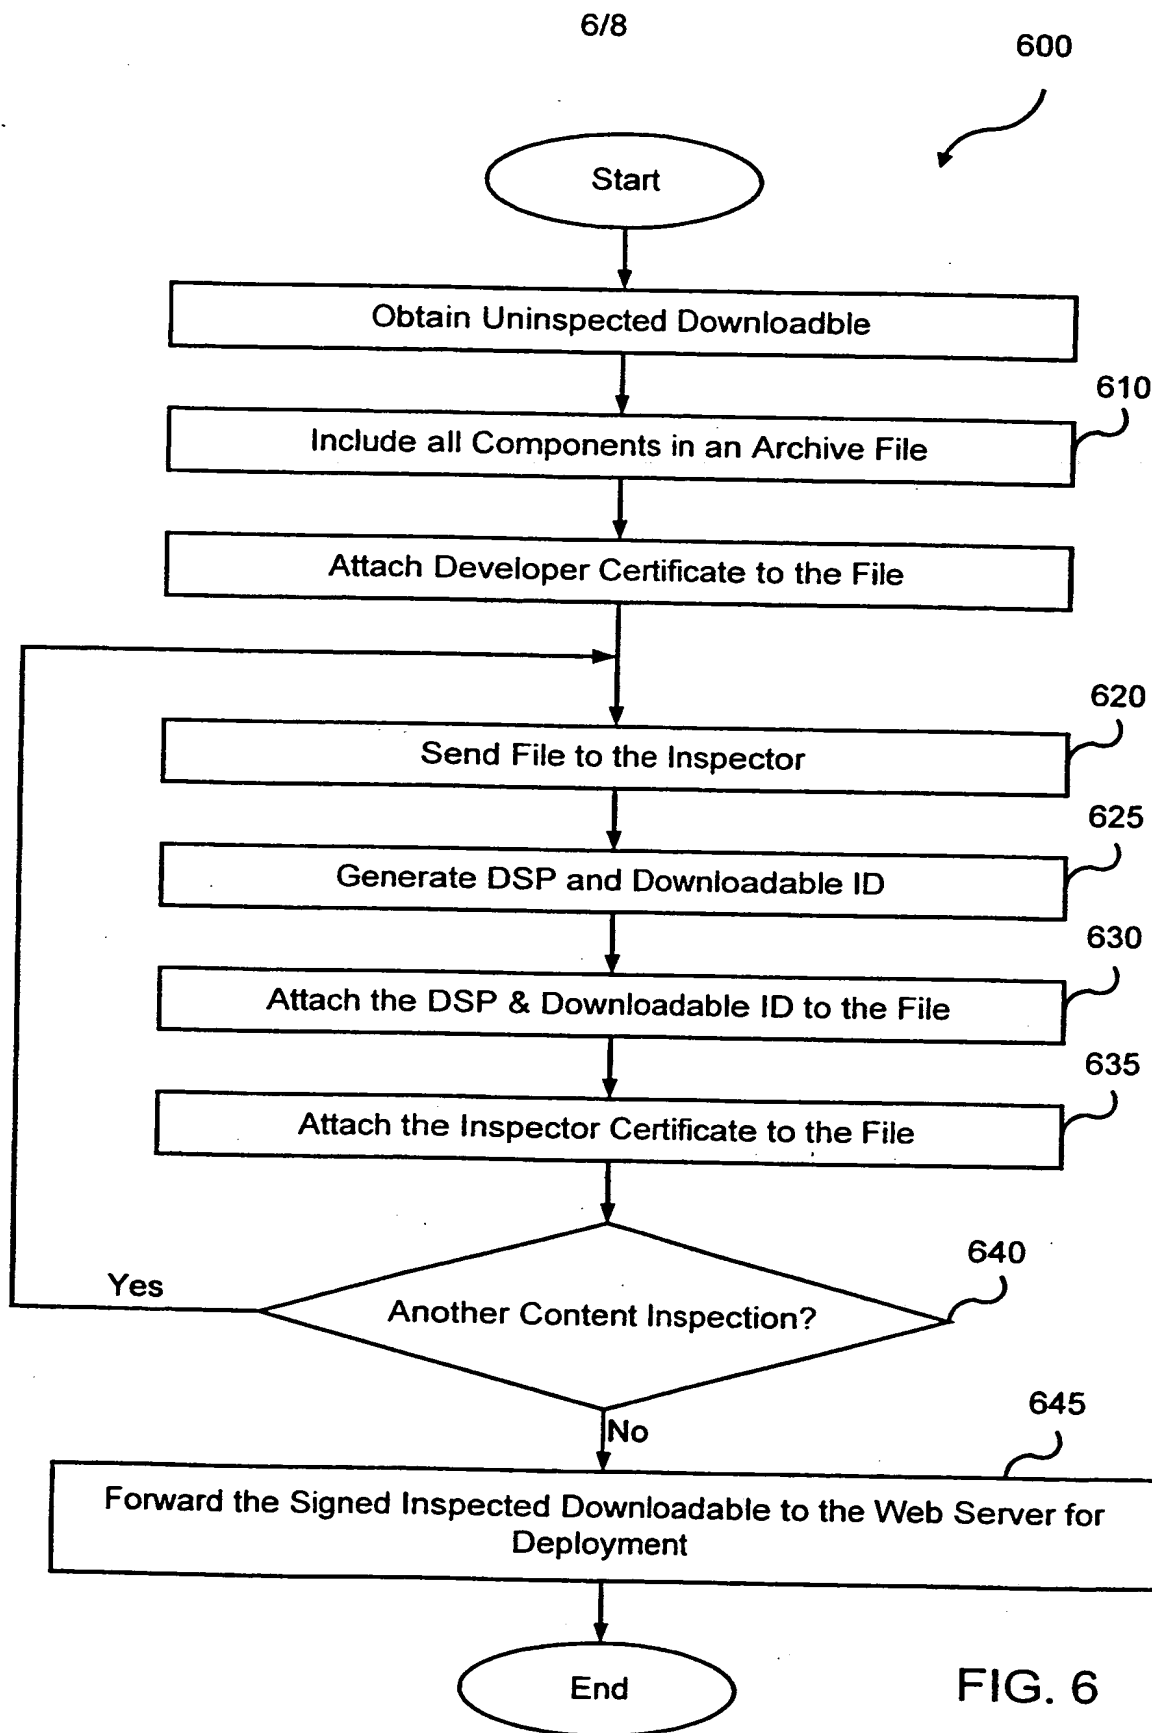 6/8
600
Start
Obtain Uninspected Downloadble
610
Include all Components in an Archive File
Attach Developer Certificate to the File
620
Send File to the Inspector
625
Generate DSP and Downloadable ID
630
Attach the DSP & Downloadable ID to the File
635
Attach the Inspector Certificate to the File
640
Yes
Another Content Inspection?
No
645
Forward the Signed Inspected Downloadable to the Web Server for
Deployment
End
FIG. 6